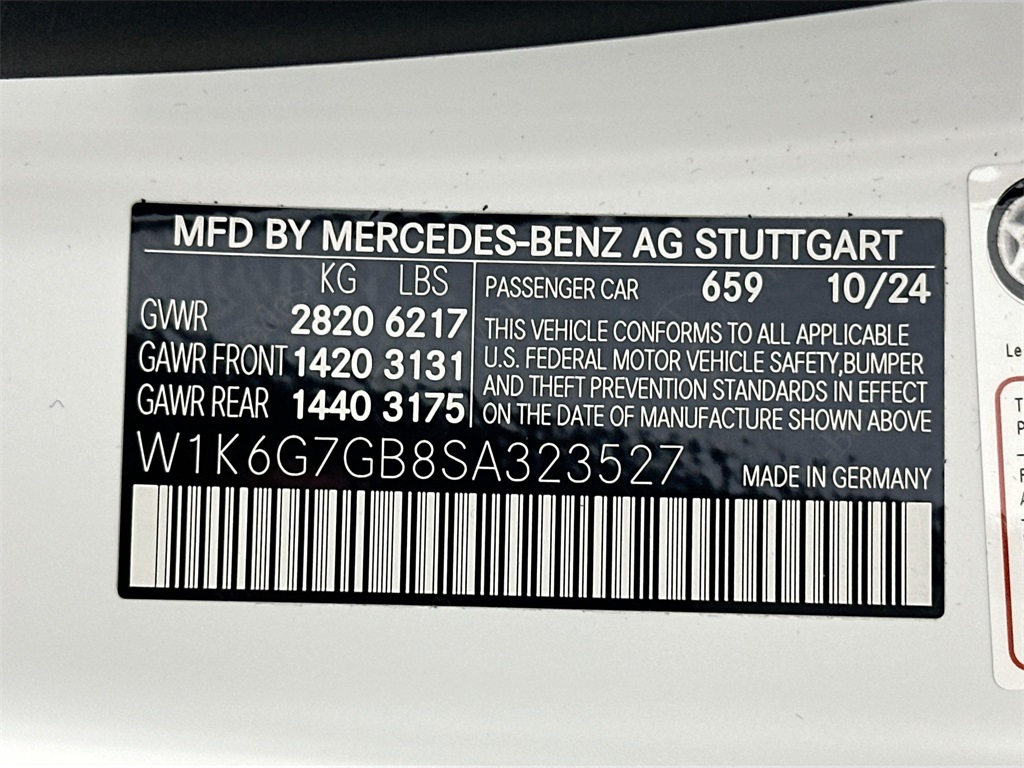 MFD BY MERCEDES-BENZ AG STUTTGART
KG LBS
GVWR 2820 6217
GAWR FRONT 1420 3131
GAWR REAR 1440 3175
PASSENGER CAR 659 10/24
THIS VEHICLE CONFORMS TO ALL APPLICABLE
U.S. FEDERAL MOTOR VEHICLE SAFETY,BUMPER
AND THEFT PREVENTION STANDARDS IN EFFECT
ON THE DATE OF MANUFACTURE SHOWN ABOVE
W1K6G7GB8SA323527 MADE IN GERMANY
Le